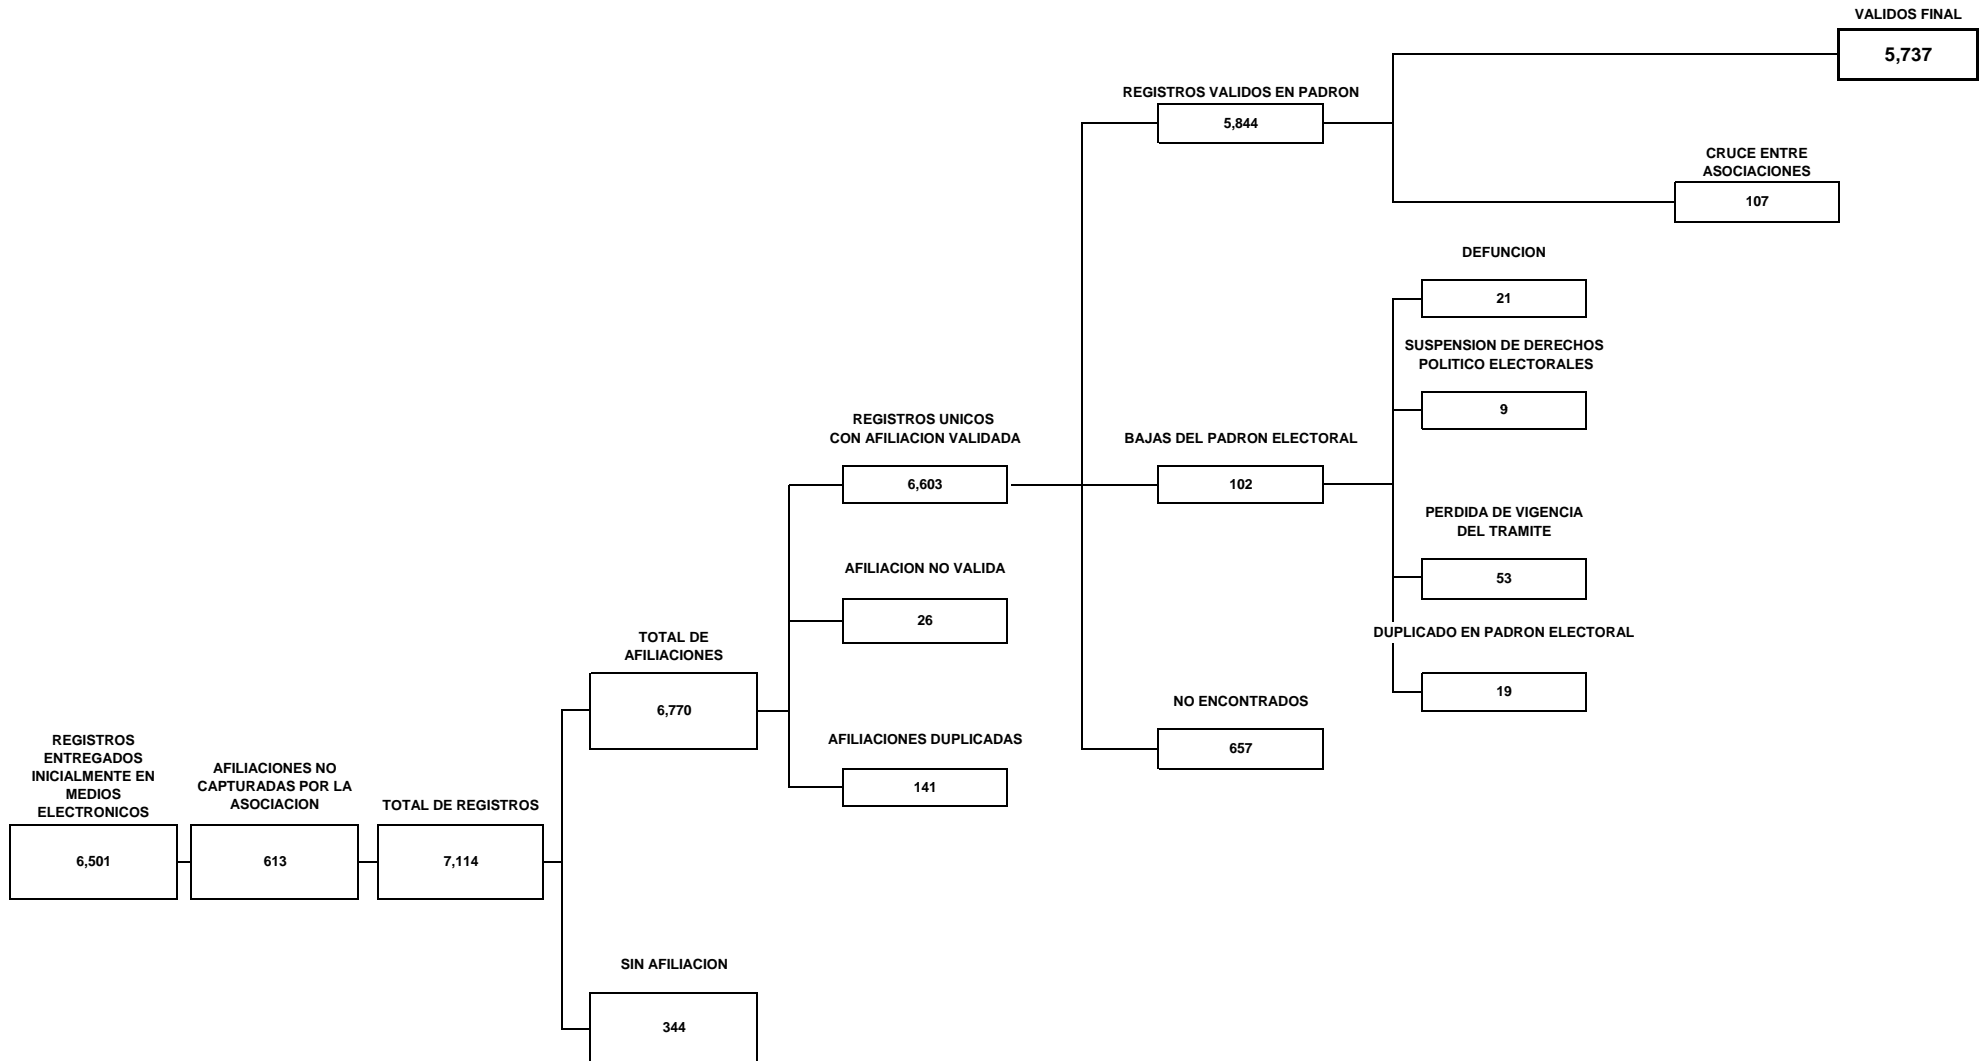 VALIDOS FINAL
5,737
REGISTROS VALIDOS EN PADRON
5,844
CRUCE ENTRE
ASOCIACIONES
107
DEFUNCION
21
SUSPENSION DE DERECHOS
POLITICO ELECTORALES
9
REGISTROS UNICOS
CON AFILIACION VALIDADA
6,603
BAJAS DEL PADRON ELECTORAL
102
PERDIDA DE VIGENCIA
DEL TRAMITE
53
AFILIACION NO VALIDA
26
DUPLICADO EN PADRON ELECTORAL
19
TOTAL DE
AFILIACIONES
6,770
NO ENCONTRADOS
657
AFILIACIONES DUPLICADAS
141
REGISTROS
ENTREGADOS
INICIALMENTE EN
MEDIOS
ELECTRONICOS
6,501
AFILIACIONES NO
CAPTURADAS POR LA
ASOCIACION
613
TOTAL DE REGISTROS
7,114
SIN AFILIACION
344